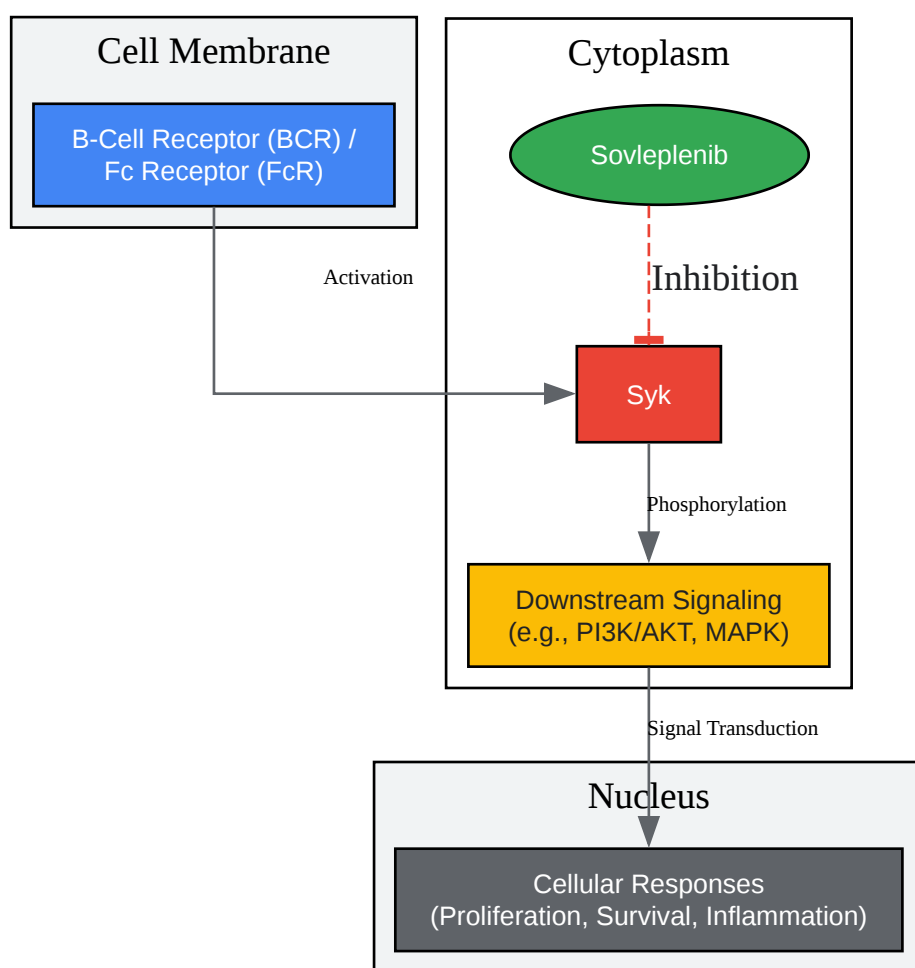 Cell Membrane
B-Cell Receptor (BCR) /
Fc Receptor (FcR)
Cytoplasm
Sovleplenib
Activation
Inhibition
Syk
Phosphorylation
Downstream Signaling
(e.g., PI3K/AKT, MAPK)
Signal Transduction
Nucleus
Cellular Responses
(Proliferation, Survival, Inflammation)